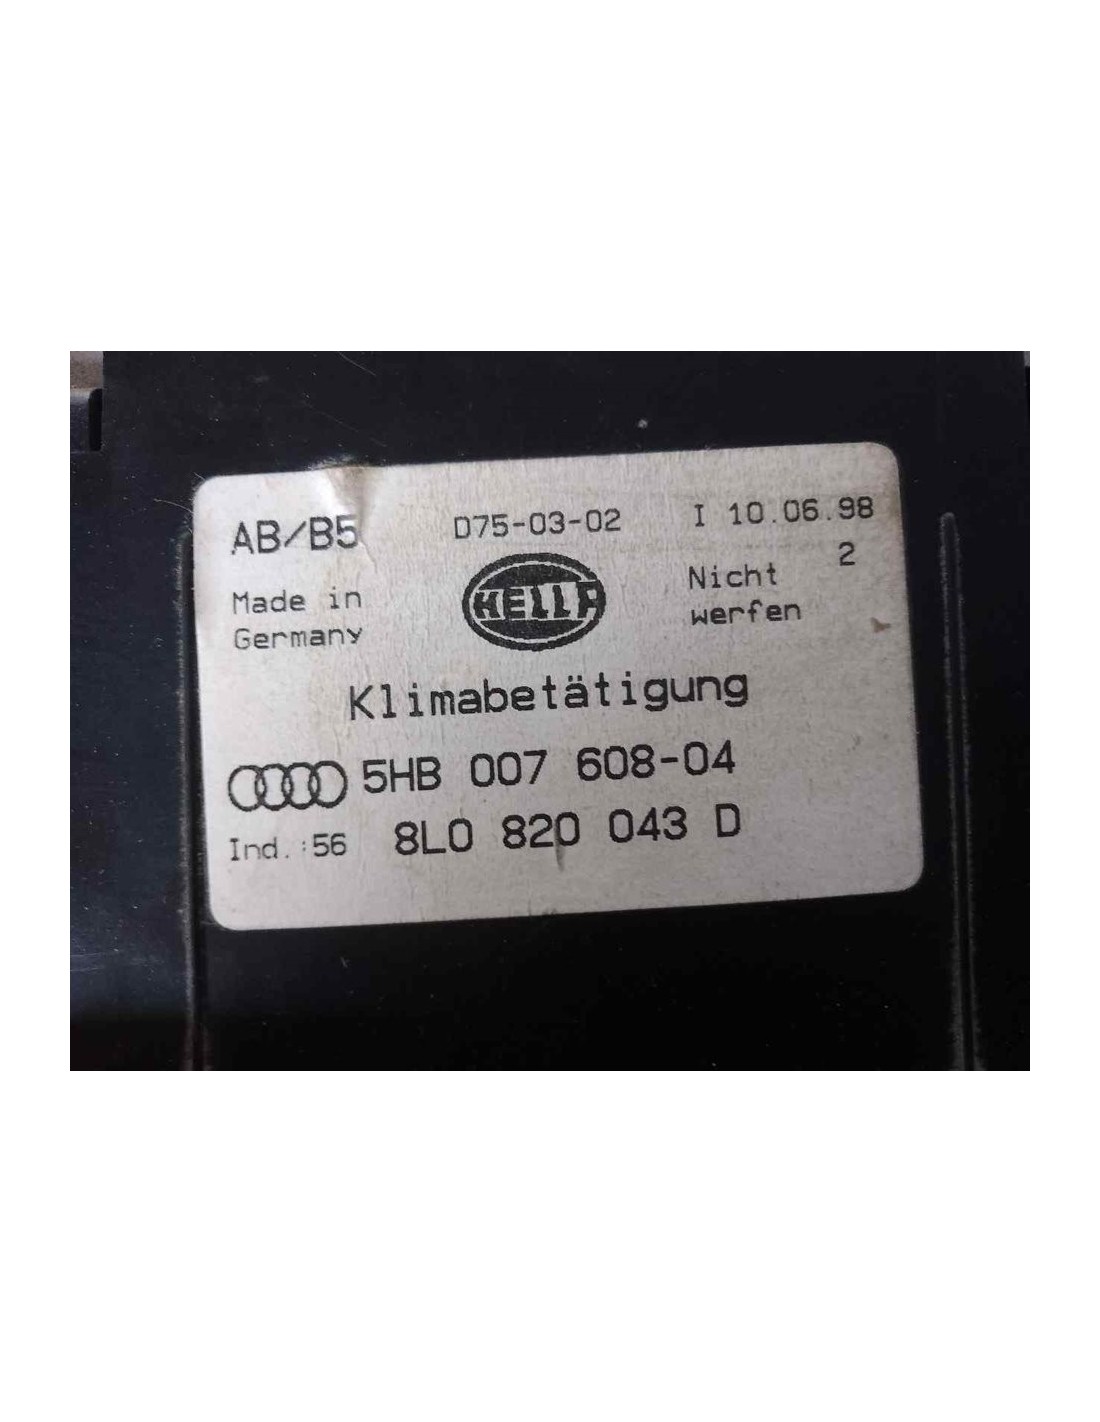 AB/B5 D75-03-02 I 10.06.98
2
Made in HELLA Nicht
Germany werfen
Klimabetätigung
5HB 007 608-04
Ind.:56 8L0 820 043 D